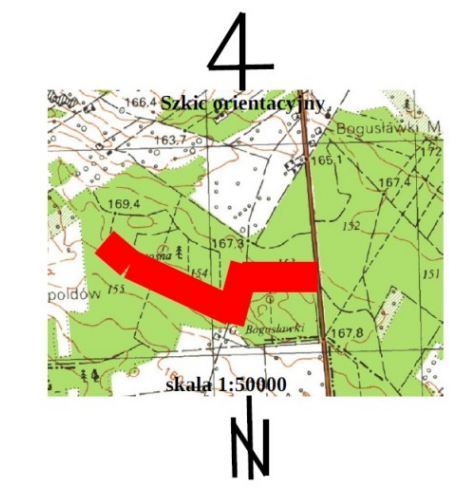 4
166,4 Szkic orientacyjny
Bogusławki M
163,7
165,1
172
167,4
169,4
152
167,3
154
151
155
poldów
G. Bogusławki
167,8
skala 1:50000
N